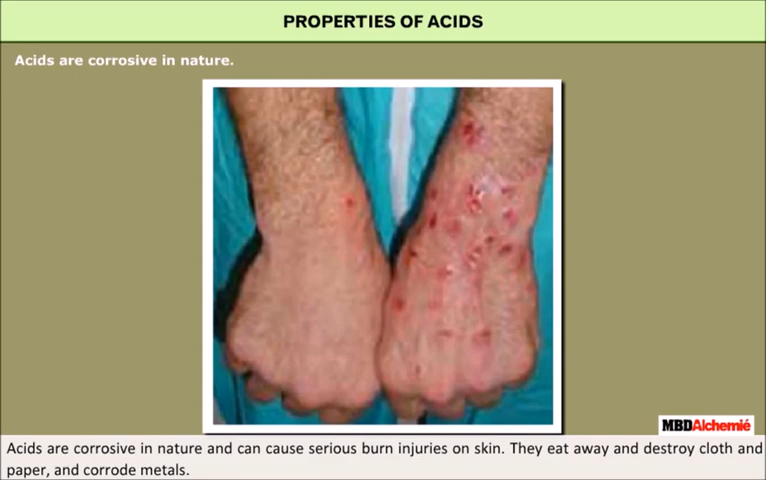 PROPERTIES OF ACIDS
Acids are corrosive in nature.
MBDAlchemié
Acids are corrosive in nature and can cause serious burn injuries on skin. They eat away and destroy cloth and
paper, and corrode metals.